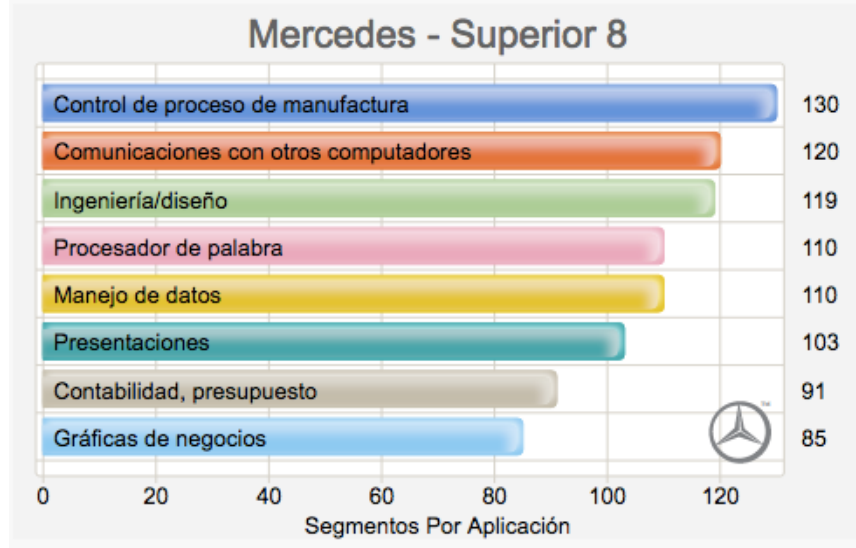 Mercedes - Superior 8
Control de proceso de manufactura 130
Comunicaciones con otros computadores 120
Ingeniería/diseño 119
Procesador de palabra 110
Manejo de datos 110
Presentaciones 103
Contabilidad, presupuesto 91
Gráficas de negocios 85
0 20 40 60 80 100 120
Segmentos Por Aplicación